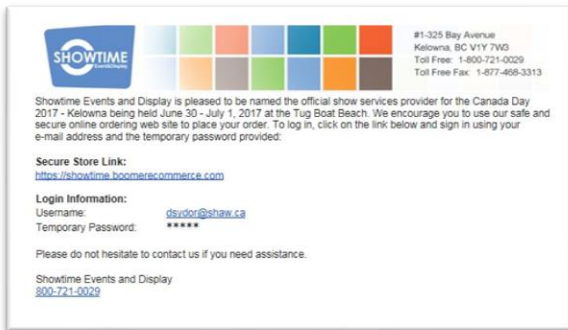 SHOWTIME
Event&Display
#1-325 Bay Avenue
Kelowna, BC V1Y 7W3
Toll Free: 1-800-721-0029
Toll Free Fax: 1-877-468-3313
Showtime Events and Display is pleased to be named the official show services provider for the Canada Day
2017 - Kelowna being held June 30 - July 1, 2017 at the Tug Boat Beach. We encourage you to use our safe and
secure online ordering web site to place your order. To log in, click on the link below and sign in using your
e-mail address and the temporary password provided:
Secure Store Link:
https://showtime.boomerecommerce.com
Login Information:
Username: dsydor@shaw.ca
Temporary Password: *****
Please do not hesitate to contact us if you need assistance.
Showtime Events and Display
800-721-0029